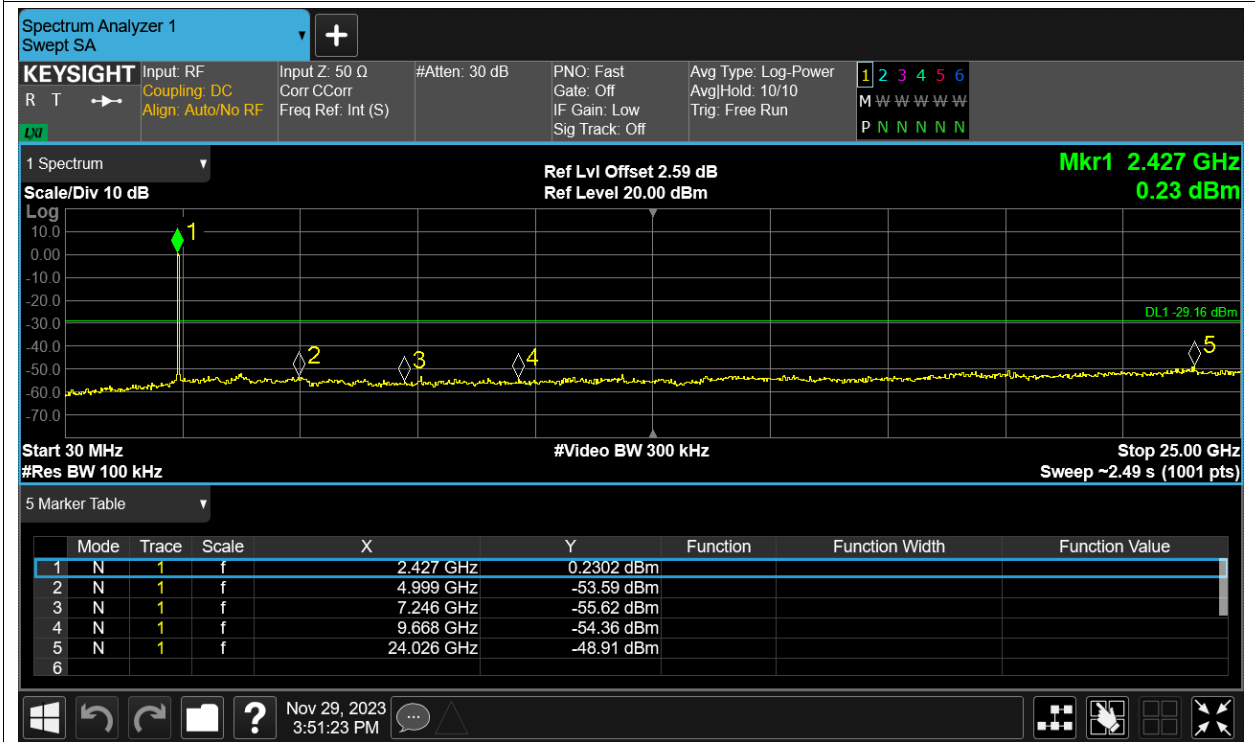 Spectrum Analyzer 1
Swept SA
+
KEYSIGHT Input: RF Input Z: 50 Ω #Atten: 30 dB PNO: Fast Avg Type: Log-Power 1 2 3 4 5 6
R T Coupling: DC Corr CCorr Gate: Off Avg|Hold: 10/10 M W W W W W
Align: Auto/No RF Freq Ref: Int (S) IF Gain: Low Trig: Free Run P N N N N N
LXI Sig Track: Off
1 Spectrum Ref Lvl Offset 2.59 dB Mkr1 2.427 GHz
Scale/Div 10 dB Ref Level 20.00 dBm 0.23 dBm
Log
10.0 1
0.00
-10.0
-20.0
-30.0 DL1 -29.16 dBm
-40.0 2 3 4 5
-50.0
-60.0
-70.0
Start 30 MHz #Video BW 300 kHz Stop 25.00 GHz
#Res BW 100 kHz Sweep ~2.49 s (1001 pts)
5 Marker Table
Mode Trace Scale X Y Function Function Width Function Value
1 N 1 f 2.427 GHz 0.2302 dBm
2 N 1 f 4.999 GHz -53.59 dBm
3 N 1 f 7.246 GHz -55.62 dBm
4 N 1 f 9.668 GHz -54.36 dBm
5 N 1 f 24.026 GHz -48.91 dBm
6
? Nov 29, 2023
3:51:23 PM